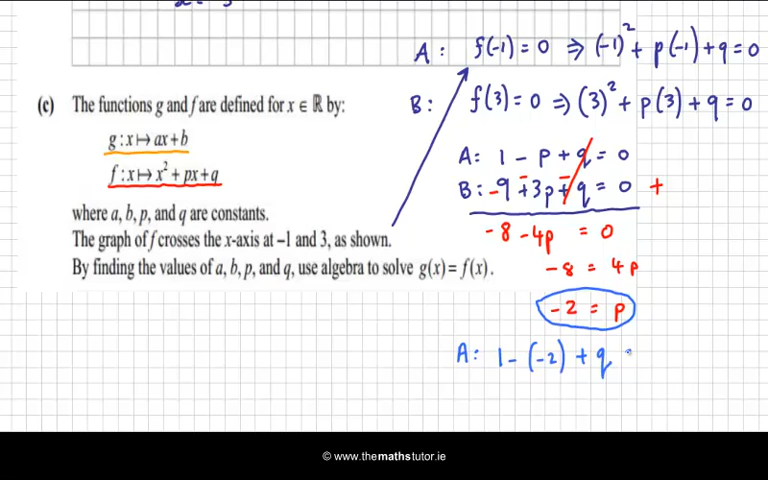 A: f(-1) = 0 ⇒ (-1)² + p(-1) + q = 0
B: f(3) = 0 ⇒ (3)² + p(3) + q = 0
(c) The functions g and f are defined for x ∈ ℝ by:
g : x ↦ ax + b
f : x ↦ x² + px + q
where a, b, p, and q are constants.
The graph of f crosses the x-axis at –1 and 3, as shown.
By finding the values of a, b, p, and q, use algebra to solve g(x) = f(x).
A: 1 - p + q = 0
B: -9 ∓ 3p ∓ q = 0 +
-8 - 4p = 0
-8 = 4p
-2 = p
A: 1 - (-2) + q
© www.themathstutor.ie